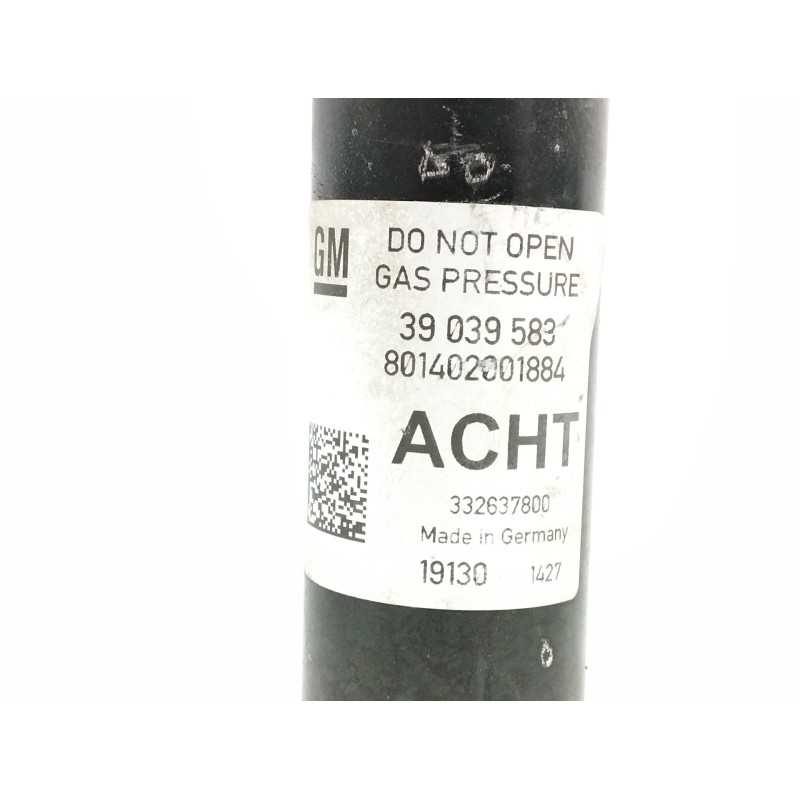 GM
DO NOT OPEN
GAS PRESSURE
39 039 583
801402001884
ACHT
332637800
Made in Germany
19130 1427